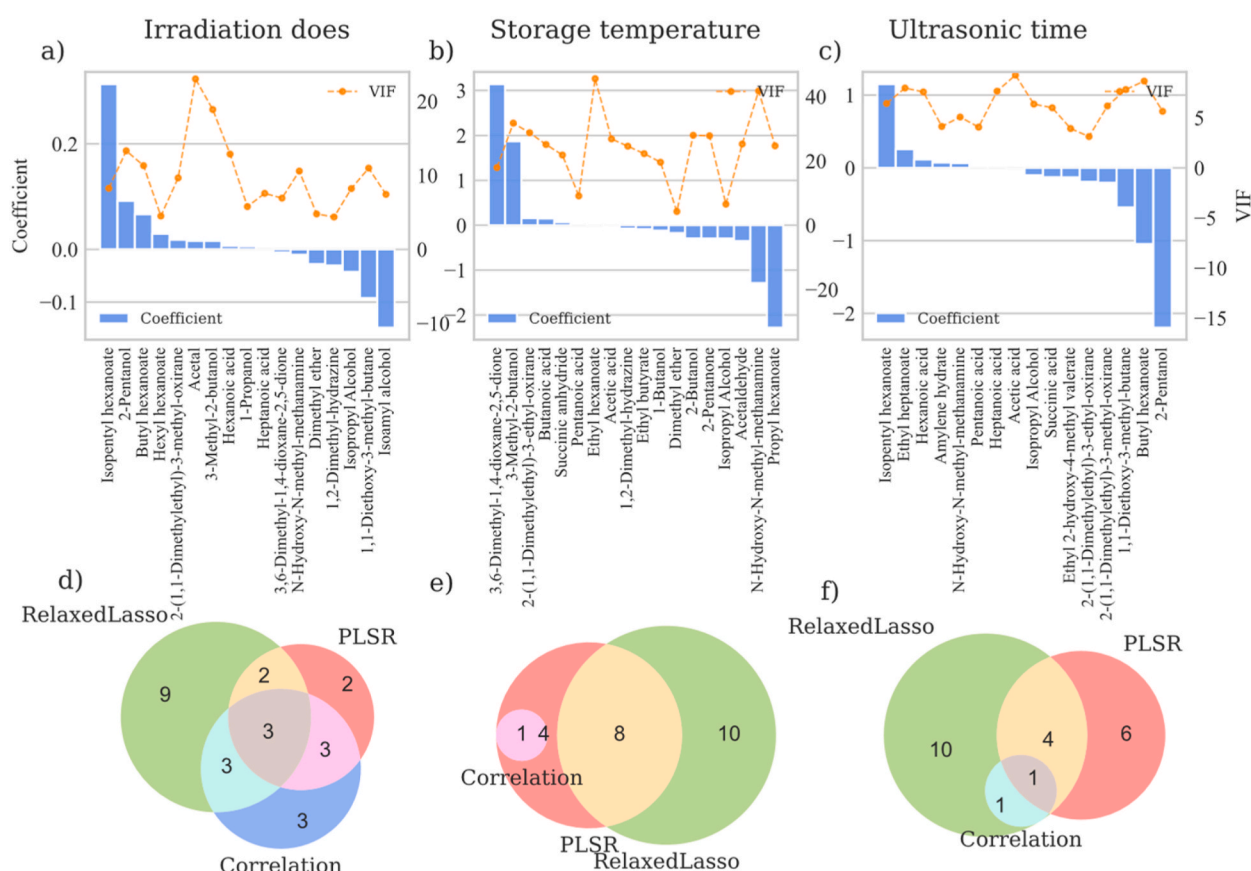 Irradiation does
Storage temperature
Ultrasonic time
a)
b)
c)
Coefficient
VIF
0.2
0.0
−0.1
20
10
0
−10
Coefficient
VIF
3
2
1
0
−1
−2
40
20
0
−20
Coefficient
VIF
1
0
−1
−2
5
0
−5
−10
−15
Coefficient
VIF
Isopentyl hexanoate
2-Pentanol
Butyl hexanoate
Hexyl hexanoate
2-(1,1-Dimethylethyl)-3-methyl-oxirane
Acetal
3-Methyl-2-butanol
Hexanoic acid
1-Propanol
Heptanoic acid
3,6-Dimethyl-1,4-dioxane-2,5-dione
N-Hydroxy-N-methyl-methanamine
Dimethyl ether
1,2-Dimethyl-hydrazine
Isopropyl Alcohol
1,1-Diethoxy-3-methyl-butane
Isoamyl alcohol
3,6-Dimethyl-1,4-dioxane-2,5-dione
3-Methyl-2-butanol
2-(1,1-Dimethylethyl)-3-ethyl-oxirane
Butanoic acid
Succinic anhydride
Pentanoic acid
Ethyl hexanoate
Acetic acid
1,2-Dimethyl-hydrazine
Ethyl butyrate
1-Butanol
Dimethyl ether
2-Butanol
2-Pentanone
Isopropyl Alcohol
Acetaldehyde
N-Hydroxy-N-methyl-methanamine
Propyl hexanoate
Isopentyl hexanoate
Ethyl heptanoate
Hexanoic acid
Amylene hydrate
N-Hydroxy-N-methyl-methanamine
Pentanoic acid
Heptanoic acid
Acetic acid
Isopropyl Alcohol
Succinic acid
Ethyl 2-hydroxy-4-methyl valerate
2-(1,1-Dimethylethyl)-3-ethyl-oxirane
2-(1,1-Dimethylethyl)-3-methyl-oxirane
1,1-Diethoxy-3-methyl-butane
Butyl hexanoate
2-Pentanol
d)
RelaxedLasso
PLSR
9
2
2
3
3
3
3
Correlation
e)
1
4
8
10
Correlation
PLSR
RelaxedLasso
f)
RelaxedLasso
PLSR
10
4
6
1
1
Correlation